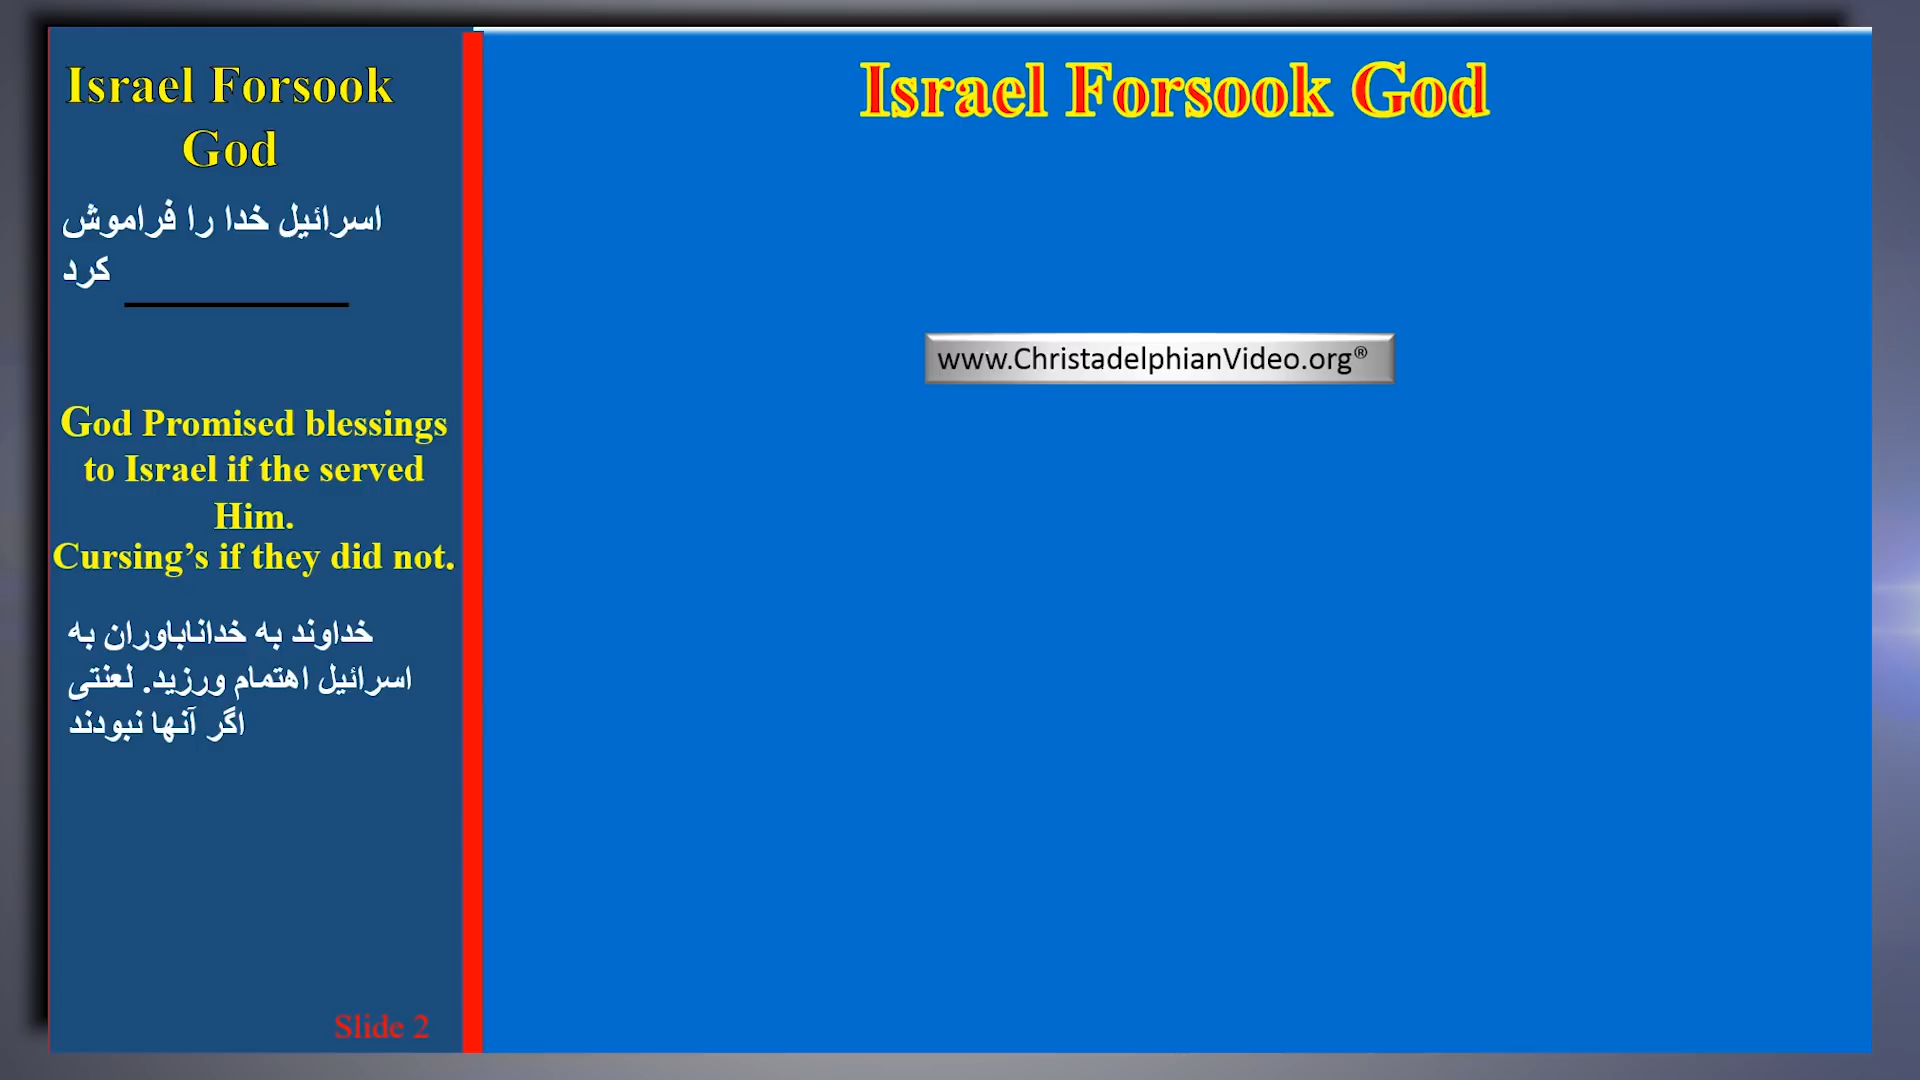 Israel Forsook
God
اسرائیل خدا را فراموش
کرد
God Promised blessings
to Israel if the served
Him.
Cursing’s if they did not.
خداوند به خداناباوران به
اسرائیل اهتمام ورزید. لعنتی
اگر آنها نبودند
Slide 2
Israel Forsook God
www.ChristadelphianVideo.org®